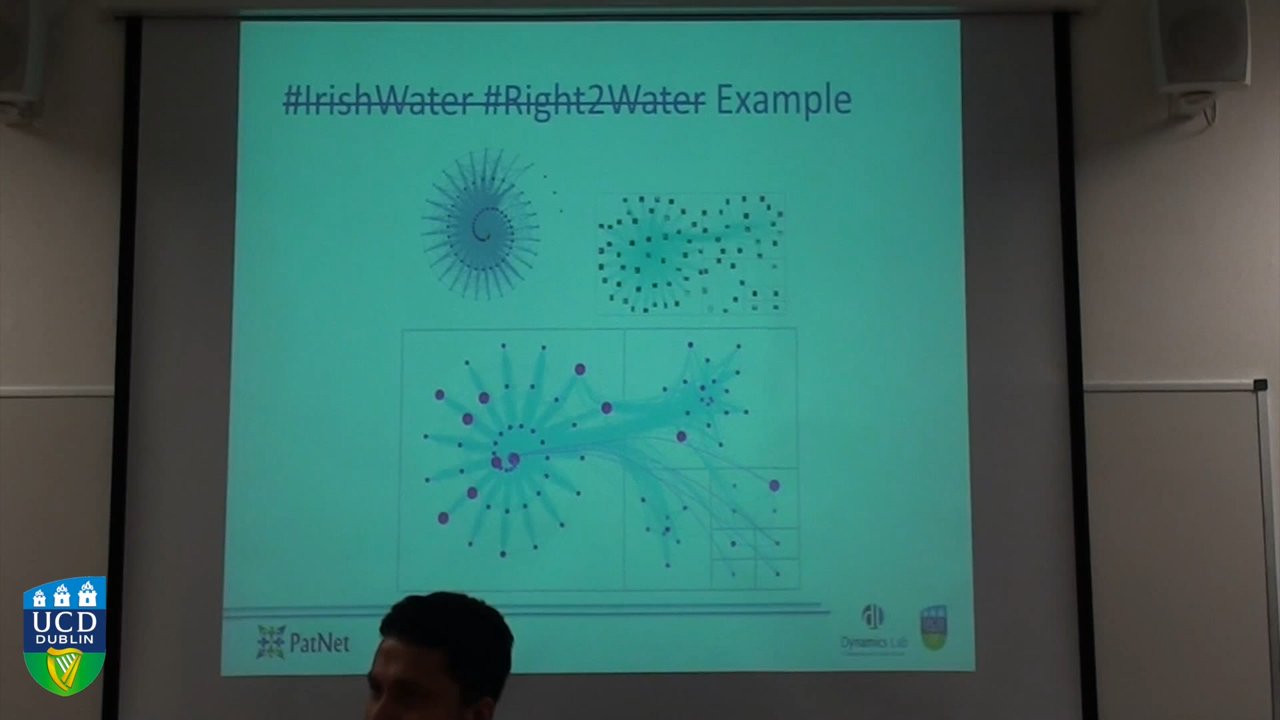 #IrishWater #Right2Water Example
PatNet
Dynamics Lab
UCD
DUBLIN